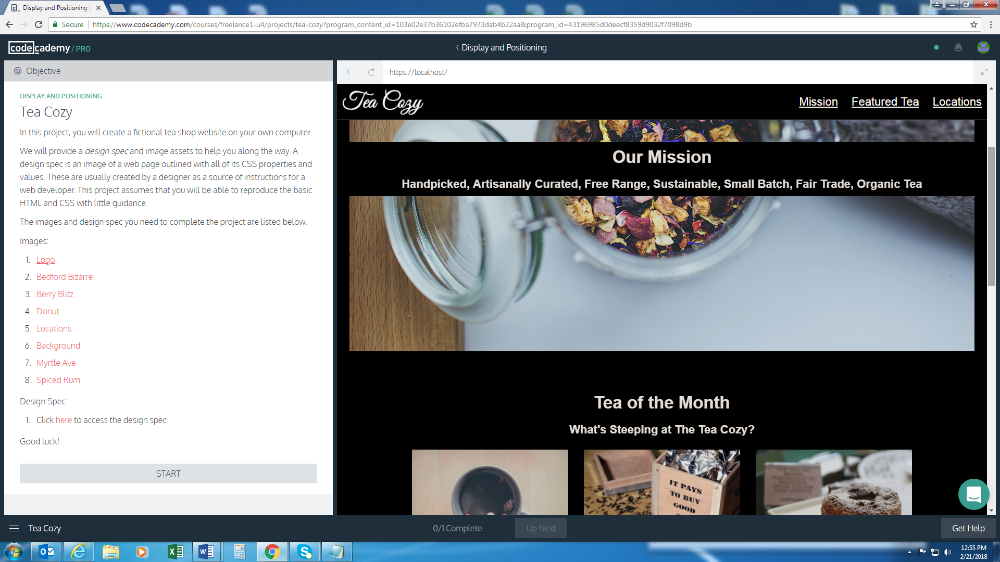 Display and Positioning
Secure
https://www.codecademy.com/courses/freelance1-u4/projects/tea-cozy?program_content_id=103e02e37b36102efba7973dab4b22aa&program_id=43196985d0deecf8359d9032f7098d9b
codecademy /PRO
Display and Positioning
Objective
https://localhost/
DISPLAY AND POSITIONING
Tea Cozy
In this project, you will create a fictional tea shop website on your own computer.
We will provide a design spec and image assets to help you along the way. A
design spec is an image of a web page outlined with all of its CSS properties and
values. These are usually created by a designer as a source of instructions for a
web developer. This project assumes that you will be able to reproduce the basic
HTML and CSS with little guidance.
The images and design spec you need to complete the project are listed below.
Images:
1. Logo
2. Bedford Bizarre
3. Berry Blitz
4. Donut
5. Locations
6. Background
7. Myrtle Ave
8. Spiced Rum
Design Spec:
1. Click here to access the design spec.
Good luck!
START
Tea Cozy
Mission Featured Tea Locations
Our Mission
Handpicked, Artisanally Curated, Free Range, Sustainable, Small Batch, Fair Trade, Organic Tea
Tea of the Month
What's Steeping at The Tea Cozy?
IT PAYS
TO BUY
GOOD
Tea Cozy
0/1 Complete
Up Next
Get Help
12:55 PM
2/21/2018